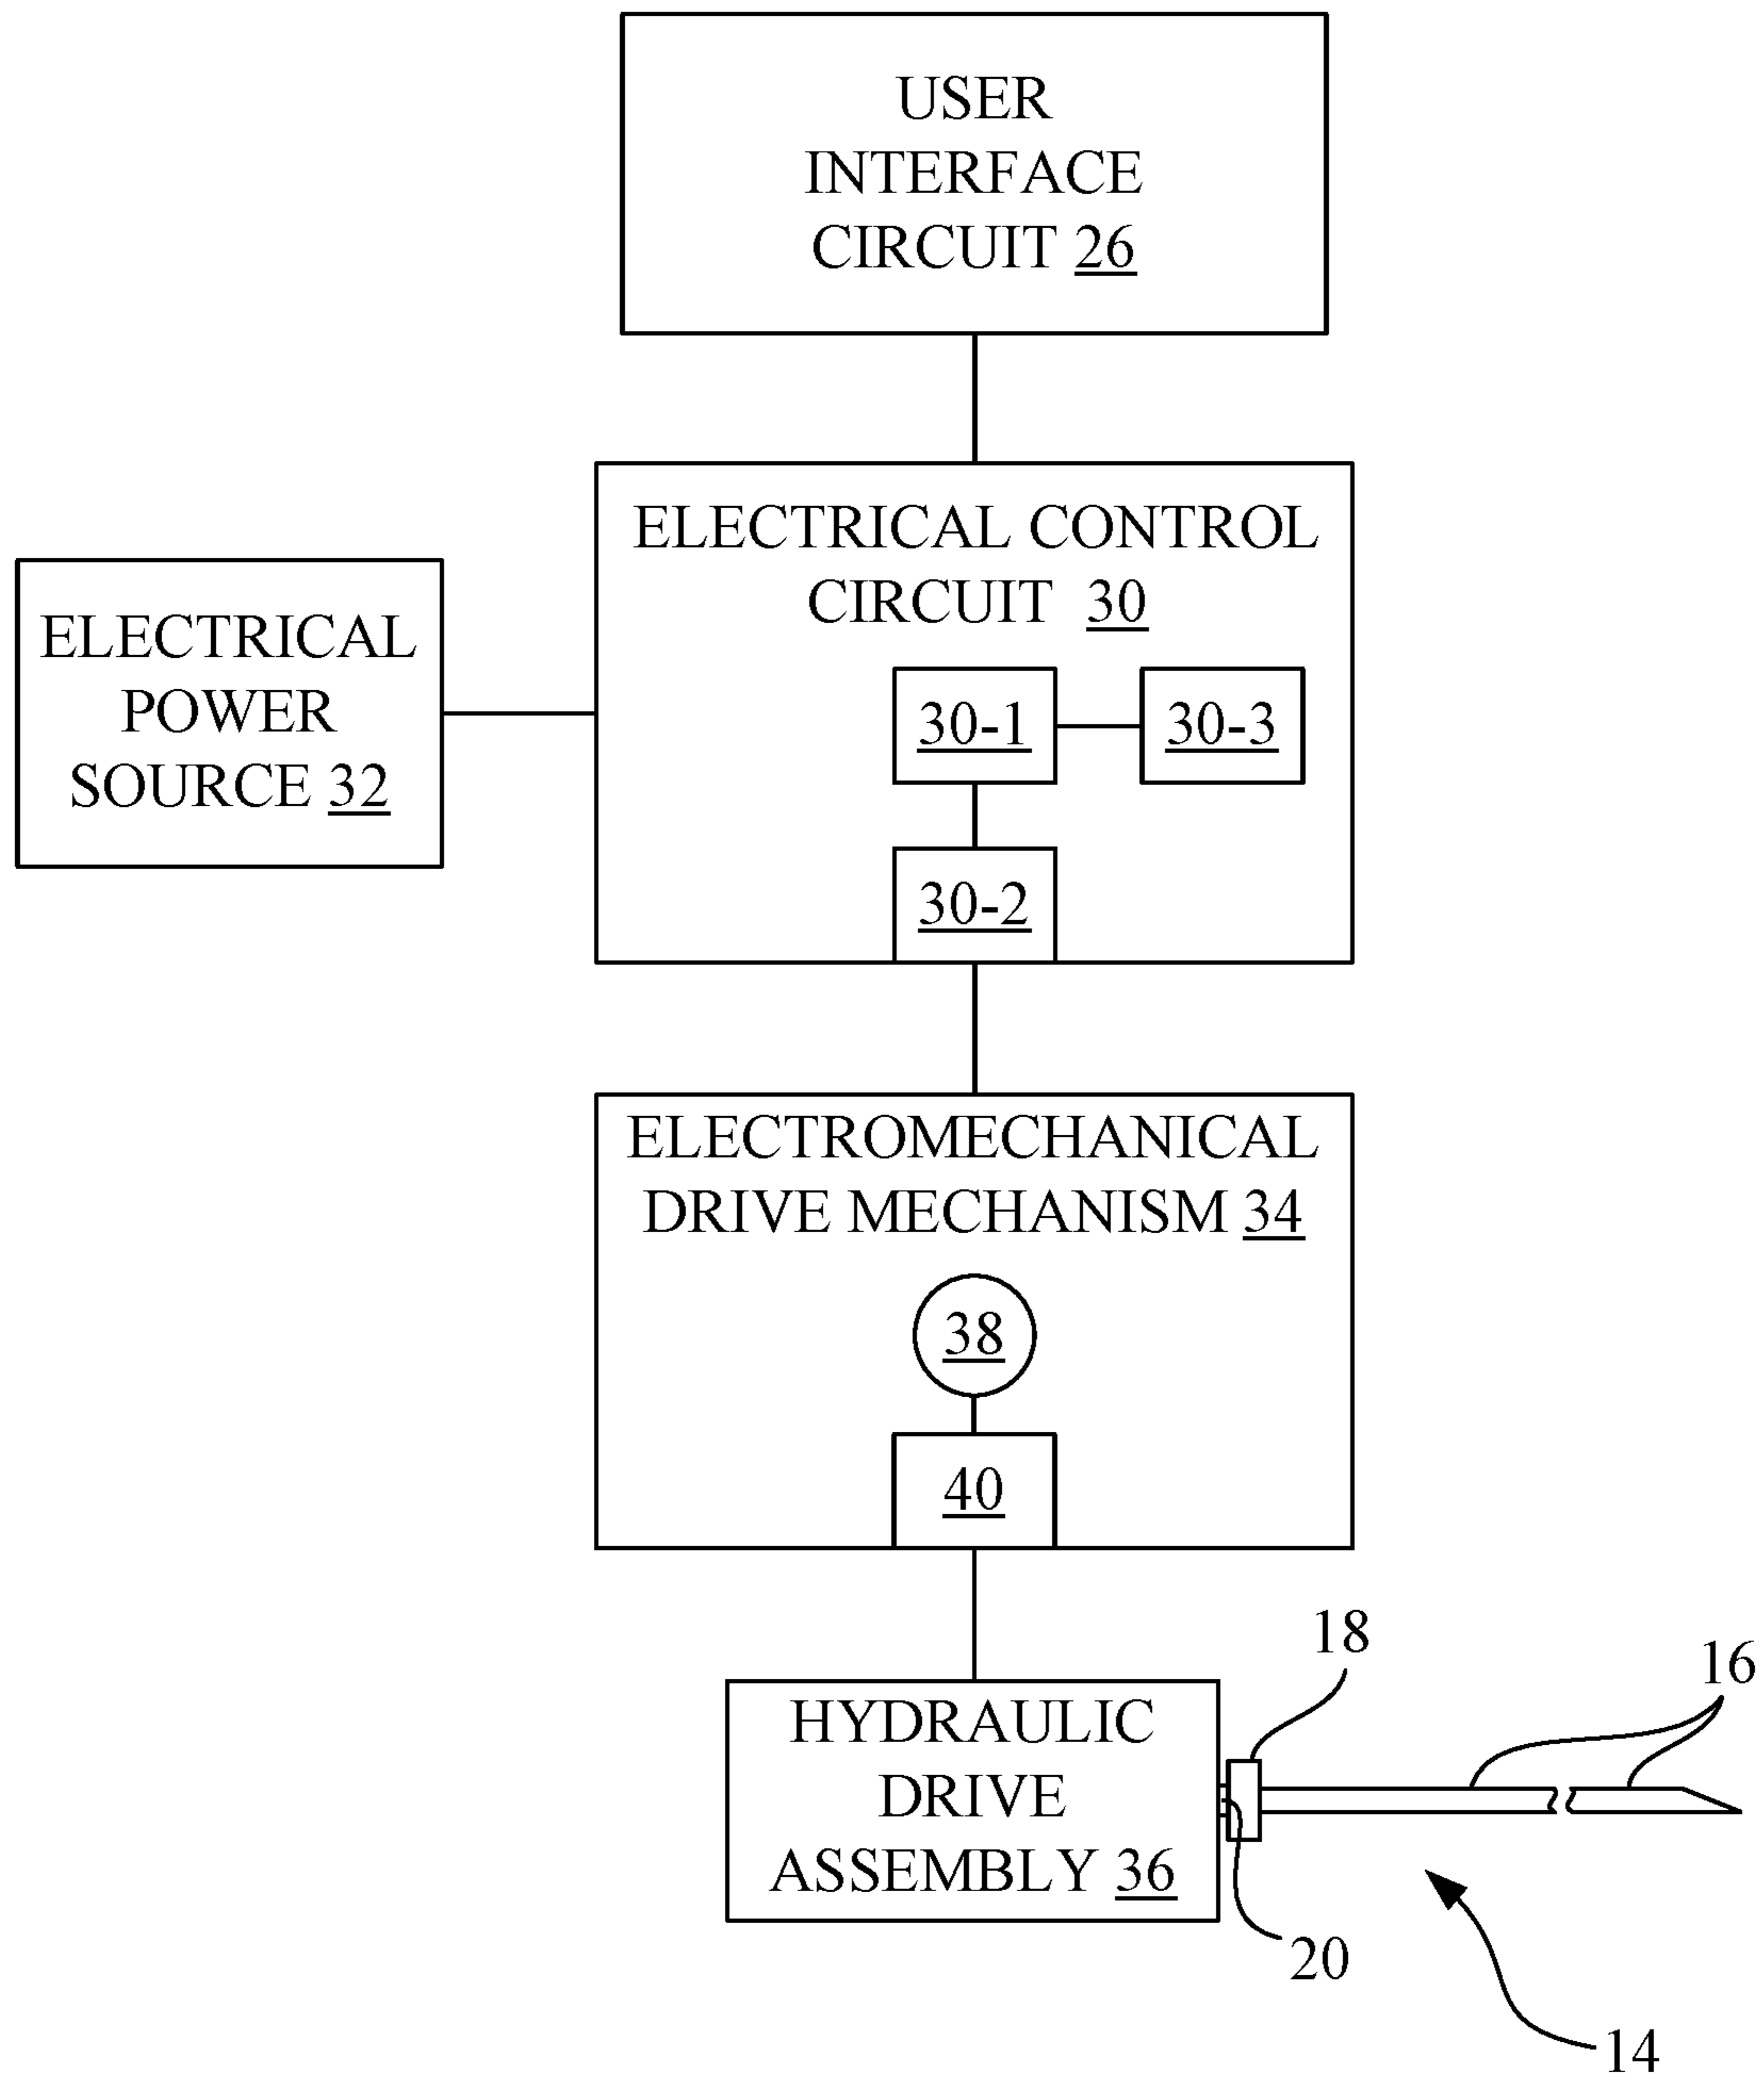 USER
INTERFACE
CIRCUIT 26
ELECTRICAL CONTROL
CIRCUIT 30
ELECTRICAL
POWER
SOURCE 32
30-1
30-3
30-2
ELECTROMECHANICAL
DRIVE MECHANISM 34
38
40
18
16
HYDRAULIC
DRIVE
ASSEMBLY 36
20
14